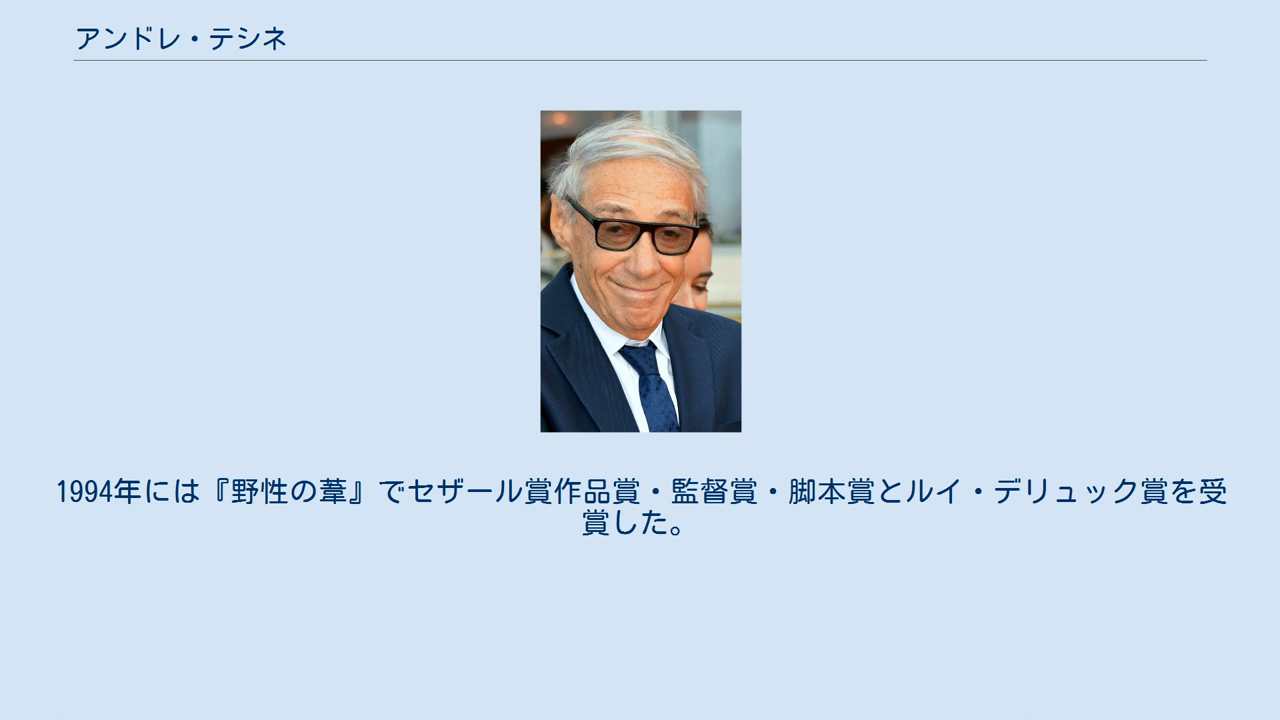 アンドレ・テシネ
1994年には『野性の葦』でセザール賞作品賞・監督賞・脚本賞とルイ・デリュック賞を受
賞した。